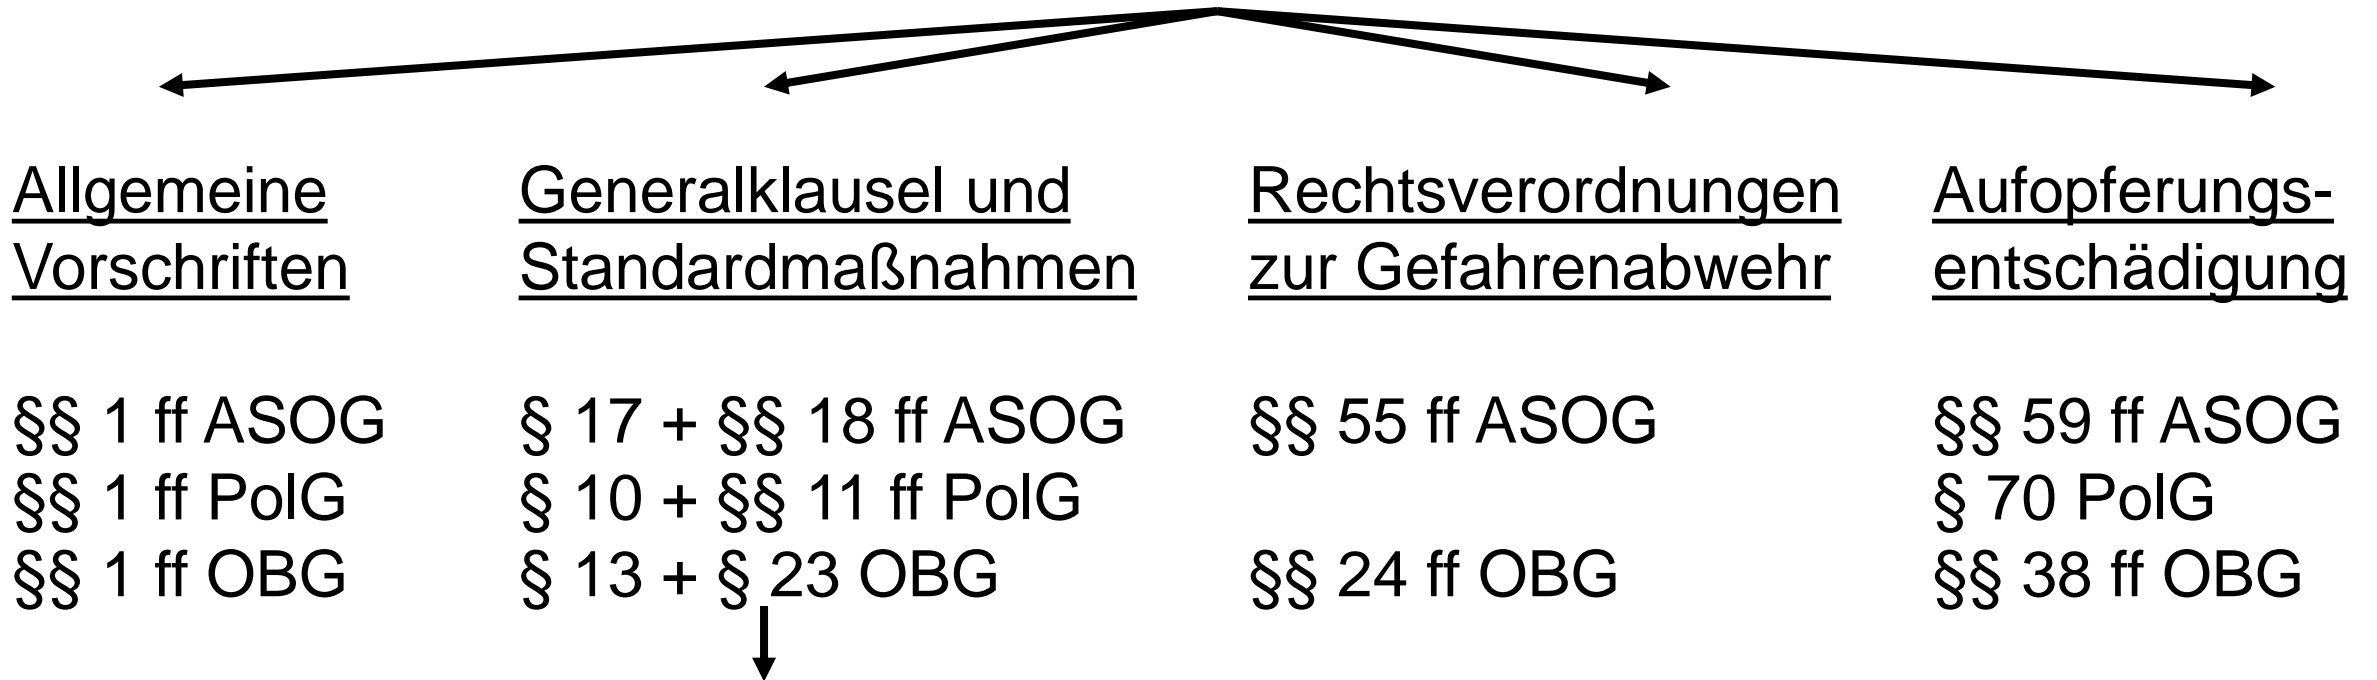 Allgemeine
Vorschriften
§§ 1 ff ASOG
§§ 1 ff PolG
§§ 1 ff OBG
Generalklausel und
Standardmaßnahmen
§ 17 + §§ 18 ff ASOG
§ 10 + §§ 11 ff PolG
§ 13 + § 23 OBG
Rechtsverordnungen
zur Gefahrenabwehr
§§ 55 ff ASOG
§§ 24 ff OBG
Aufopferungs-
entschädigung
§§ 59 ff ASOG
§ 70 PolG
§§ 38 ff OBG